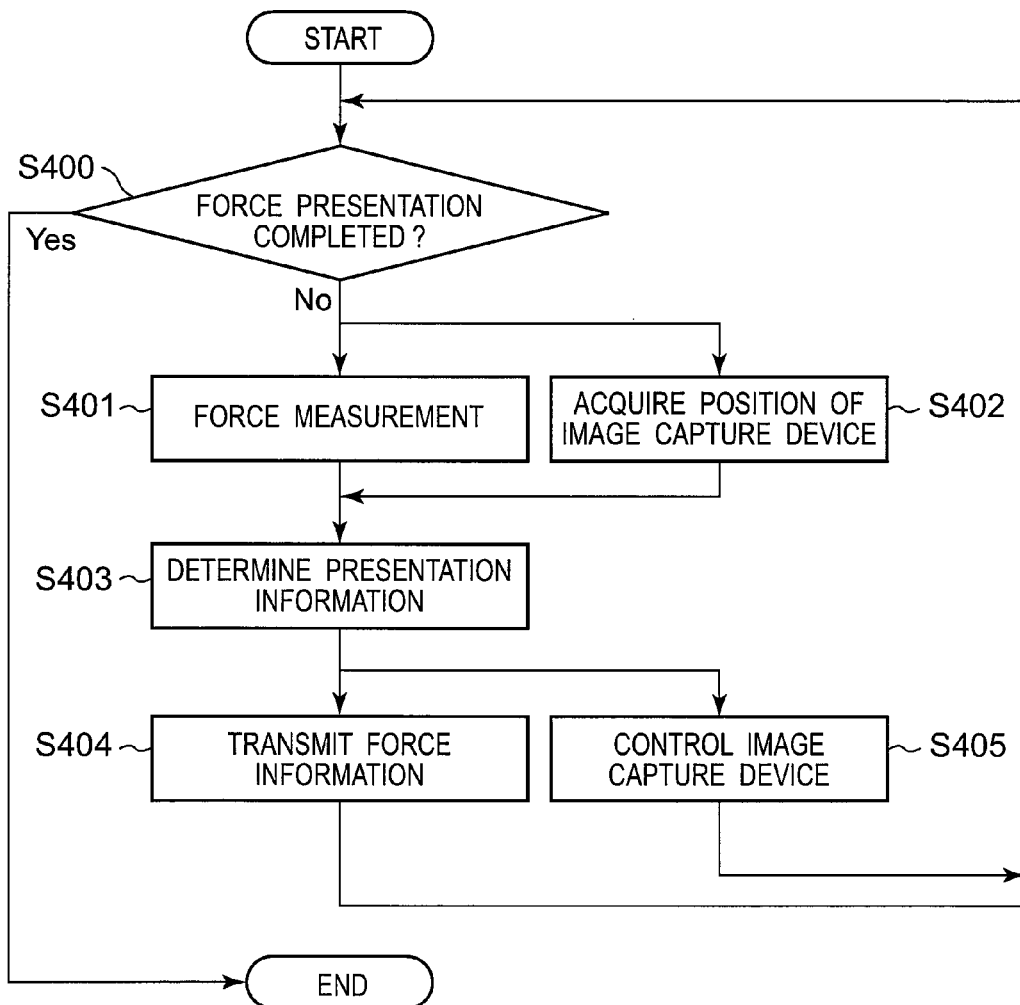 START
S400
FORCE PRESENTATION
COMPLETED ?
Yes
No
S401
FORCE MEASUREMENT
ACQUIRE POSITION OF
IMAGE CAPTURE DEVICE
S402
S403
DETERMINE PRESENTATION
INFORMATION
S404
TRANSMIT FORCE
INFORMATION
CONTROL IMAGE
CAPTURE DEVICE
S405
END